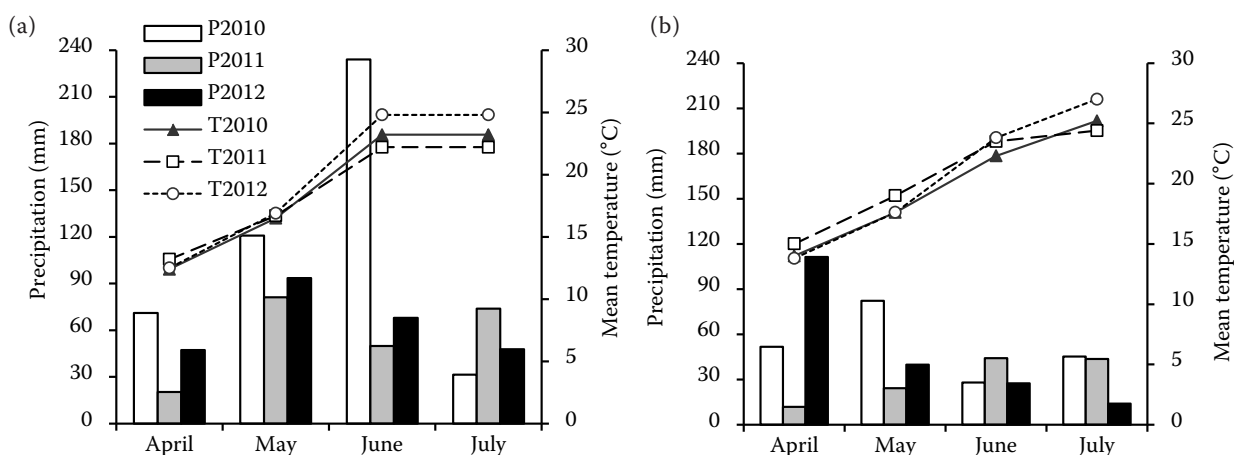 (a)
P2010
P2011
P2012
T2010
T2011
T2012
Precipitation (mm)
240
210
180
150
120
90
60
30
0
April May June July
30
25
20
15
10
5
0
Mean temperature (°C)
(b)
Precipitation (mm)
240
210
180
150
120
90
60
30
0
April May June July
30
25
20
15
10
5
0
Mean temperature (°C)